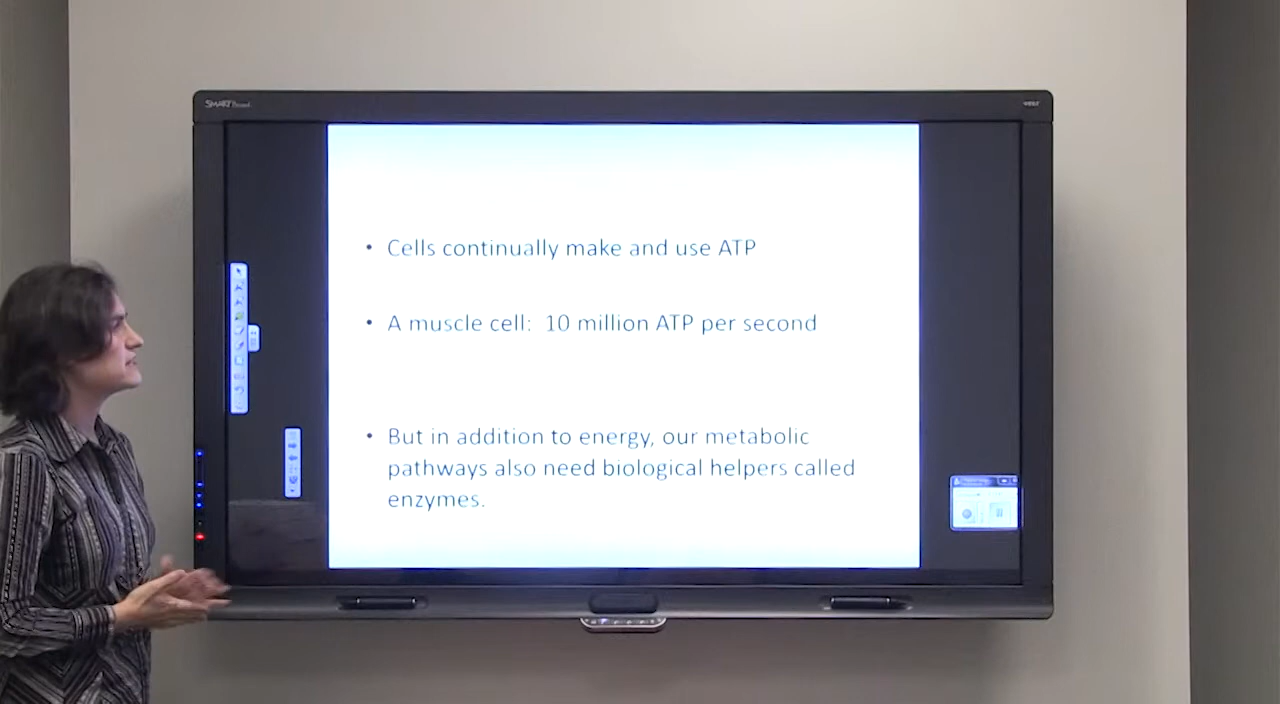 SMART Board
• Cells continually make and use ATP
• A muscle cell: 10 million ATP per second
• But in addition to energy, our metabolic
pathways also need biological helpers called
enzymes.